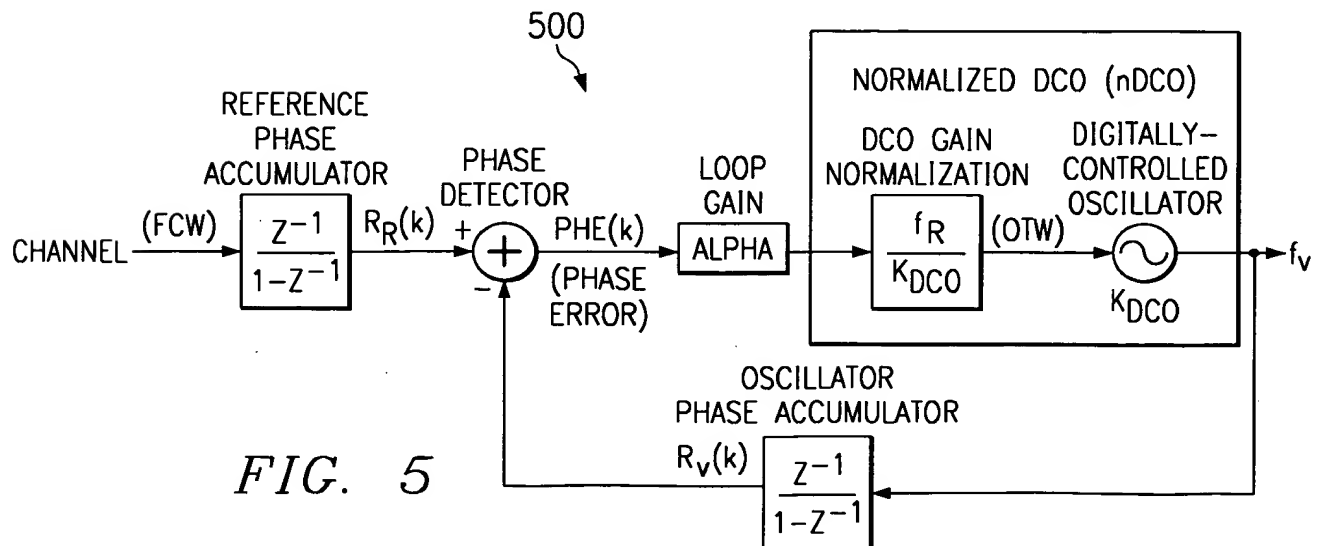 500
NORMALIZED DCO (nDCO)
REFERENCE
PHASE
ACCUMULATOR
PHASE
DETECTOR
LOOP
GAIN
DCO GAIN
NORMALIZATION
DIGITALLY-
CONTROLLED
OSCILLATOR
CHANNEL
(FCW)
Z⁻¹
1-Z⁻¹
R_R(k)
+
-
+
PHE(k)
(PHASE
ERROR)
ALPHA
f_R
K_DCO
(OTW)
K_DCO
f_v
OSCILLATOR
PHASE ACCUMULATOR
R_v(k)
Z⁻¹
1-Z⁻¹
FIG. 5